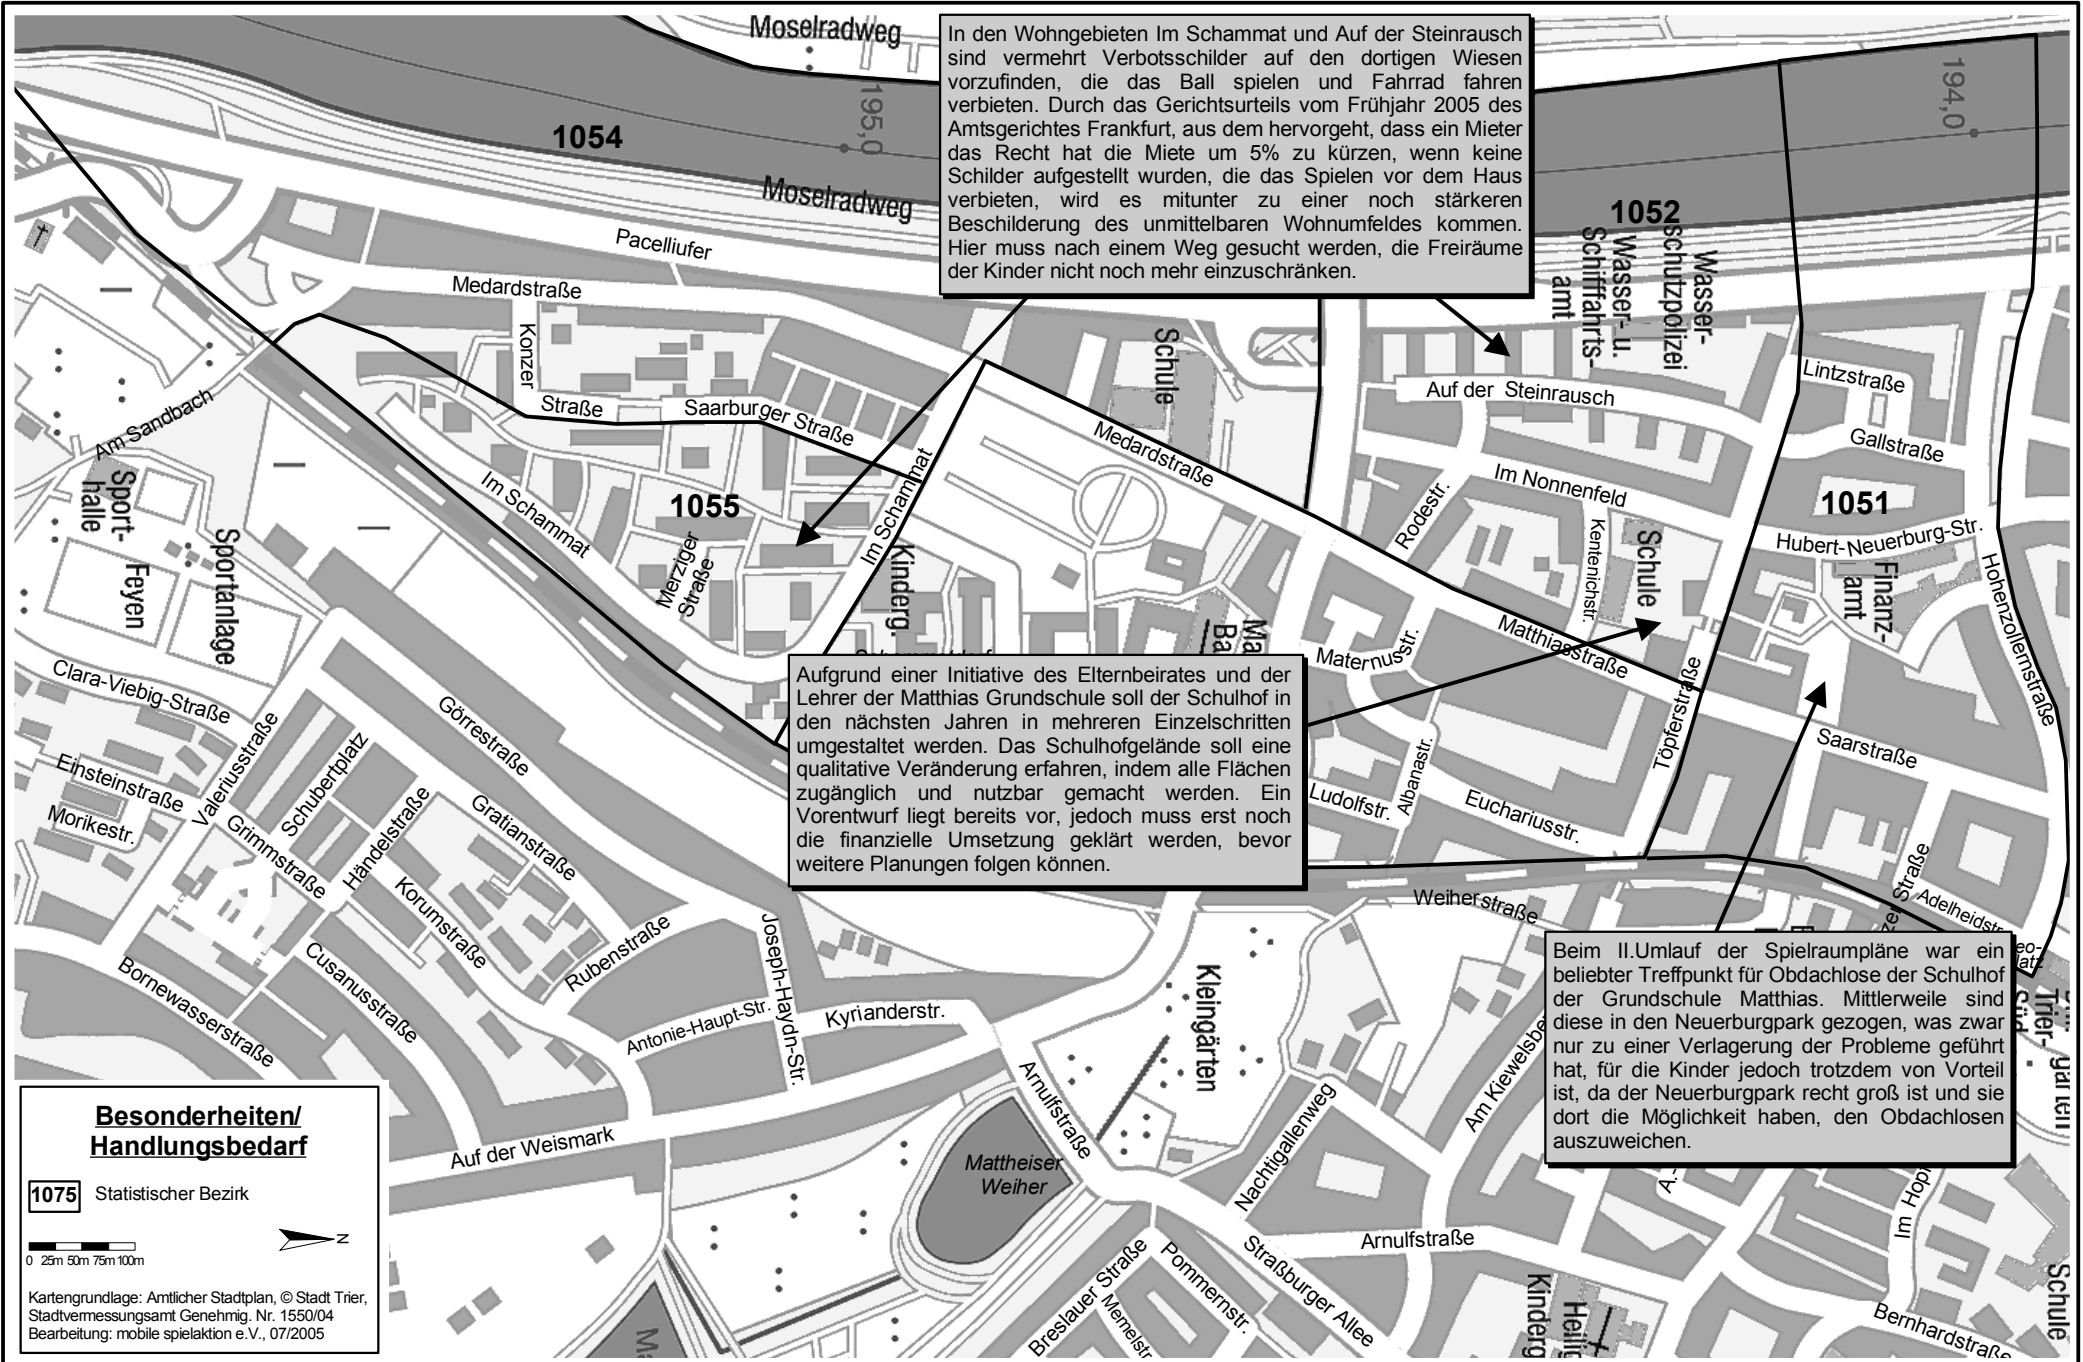 Moselradweg
195,0
194,0
1054
Moselradweg
In den Wohngebieten Im Schammat und Auf der Steinrausch
sind vermehrt Verbotsschilder auf den dortigen Wiesen
vorzufinden, die das Ball spielen und Fahrrad fahren
verbieten. Durch das Gerichtsurteils vom Frühjahr 2005 des
Amtsgerichtes Frankfurt, aus dem hervorgeht, dass ein Mieter
das Recht hat die Miete um 5% zu kürzen, wenn keine
Schilder aufgestellt wurden, die das Spielen vor dem Haus
verbieten, wird es mitunter zu einer noch stärkeren
Beschilderung des unmittelbaren Wohnumfeldes kommen.
Hier muss nach einem Weg gesucht werden, die Freiräume
der Kinder nicht noch mehr einzuschränken.
1052
Wasser-
schutzpolizei
Wasser- u.
Schifffahrts-
amt
Pacelliufer
Medardstraße
Konzer
Straße
Saarburger Straße
Schule
Medardstraße
Auf der Steinrausch
Lintzstraße
Gallstraße
Im Nonnenfeld
Rodestr.
Kentenichstr.
Schule
1051
Hubert-Neuerburg-Str.
Finanz-
amt
Hohenzollernstraße
Am Sandbach
Im Schammat
1055
Merziger
Straße
Im Schammat
Kinderg.
Sport-
halle
Feyen
Sportanlage
Maternusstr.
Matthiasstraße
Töpferstraße
Saarstraße
Albanastr.
Ludolfstr.
Euchariusstr.
Aufgrund einer Initiative des Elternbeirates und der
Lehrer der Matthias Grundschule soll der Schulhof in
den nächsten Jahren in mehreren Einzelschritten
umgestaltet werden. Das Schulhofgelände soll eine
qualitative Veränderung erfahren, indem alle Flächen
zugänglich und nutzbar gemacht werden. Ein
Vorentwurf liegt bereits vor, jedoch muss erst noch
die finanzielle Umsetzung geklärt werden, bevor
weitere Planungen folgen können.
Clara-Viebig-Straße
Einsteinstraße
Morikestr.
Valeriusstraße
Schubertplatz
Grimmstraße
Händelstraße
Görrestraße
Gratianstraße
Korumstraße
Rubenstraße
Joseph-Haydn-Str.
Bornewasserstraße
Cusanusstraße
Antonie-Haupt-Str.
Kyrianderstr.
Auf der Weismark
Arnulfstraße
Mattheiser
Weiher
Kleingärten
Weiherstraße
Straße
Adelheidstr.
Trier-
Süd
Am Kiewelsbe
Nachtigallenweg
Beim II.Umlauf der Spielraumpläne war ein
beliebter Treffpunkt für Obdachlose der Schulhof
der Grundschule Matthias. Mittlerweile sind
diese in den Neuerburgpark gezogen, was zwar
nur zu einer Verlagerung der Probleme geführt
hat, für die Kinder jedoch trotzdem von Vorteil
ist, da der Neuerburgpark recht groß ist und sie
dort die Möglichkeit haben, den Obdachlosen
auszuweichen.
Arnulfstraße
Straßburger Allee
Breslauer Straße
Pommernstr.
Memelstr
Im Hop
Kinderg
Heilig
Bernhardstraße
Schule
Besonderheiten/
Handlungsbedarf
1075 Statistischer Bezirk
N
0 25m 50m 75m 100m
Kartengrundlage: Amtlicher Stadtplan, © Stadt Trier,
Stadtvermessungsamt Genehmig. Nr. 1550/04
Bearbeitung: mobile spielaktion e.V., 07/2005